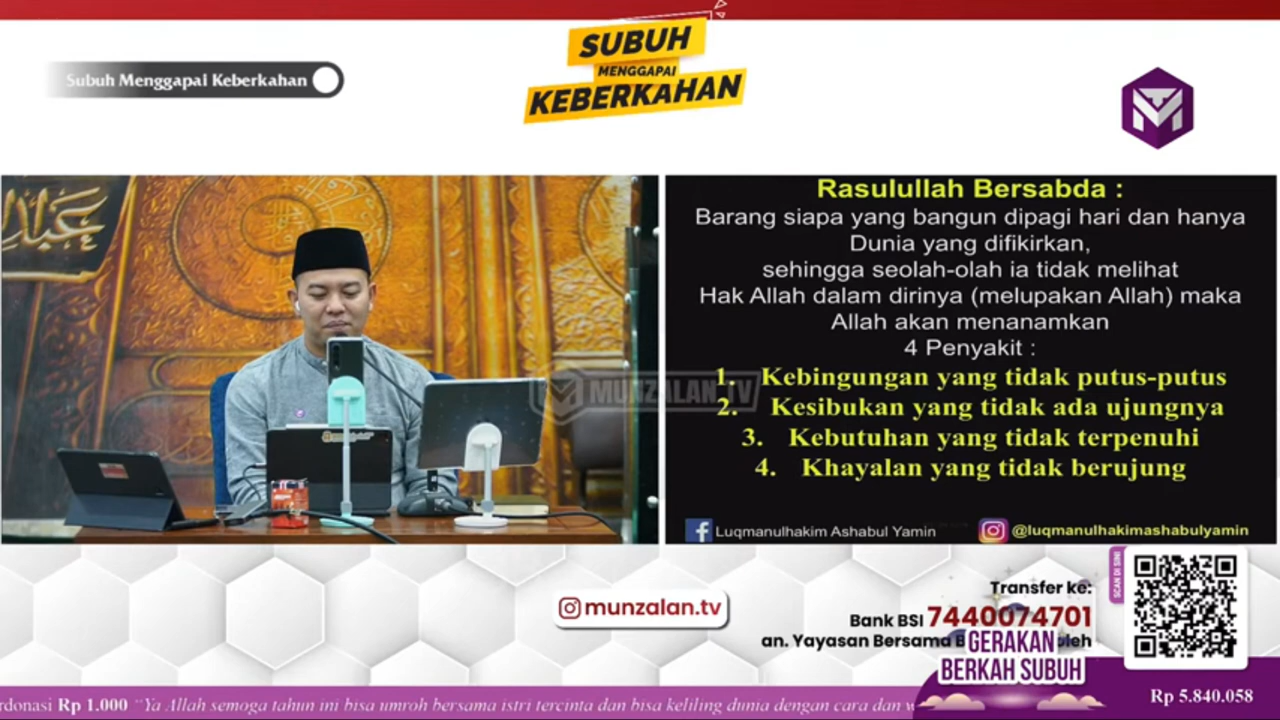 Subuh Menggapai Keberkahan
SUBUH
MENGGAPAI
KEBERKAHAN
Rasulullah Bersabda :
Barang siapa yang bangun dipagi hari dan hanya
Dunia yang difikirkan,
sehingga seolah-olah ia tidak melihat
Hak Allah dalam dirinya (melupakan Allah) maka
Allah akan menanamkan
4 Penyakit :
1. Kebingungan yang tidak putus-putus
2. Kesibukan yang tidak ada ujungnya
3. Kebutuhan yang tidak terpenuhi
4. Khayalan yang tidak berujung
Luqmanulhakim Ashabul Yamin
@luqmanulhakimashabulyamin
MUNZALAN.TV
munzalan.tv
SCAN DI SINI
Transfer ke:
Bank BSI 7440074701
an. Yayasan Bersama
GERAKAN
BERKAH SUBUH
Rp 5.840.058
rdonasi Rp 1.000 "Ya Allah semoga tahun ini bisa umroh bersama istri tercinta dan bisa keliling dunia dengan cara dan